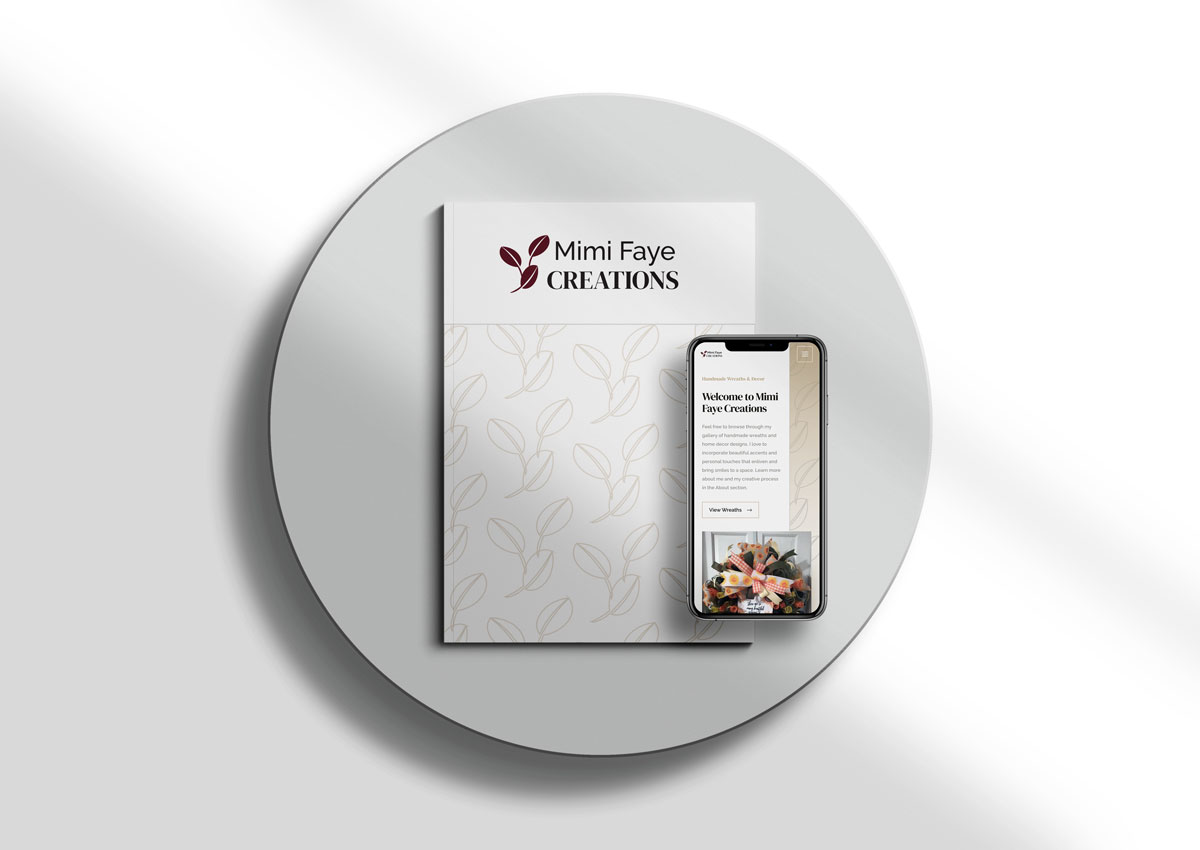 Mimi Faye
CREATIONS
Mimi Faye
CREATIONS
Handmade Wreaths & Decor
Welcome to Mimi
Faye Creations
Feel free to browse through my
gallery of handmade wreaths and
home decor designs. I love to
incorporate beautiful accents and
personal touches that enliven and
bring smiles to a space. Learn more
about me and my creative process
in the About section.
View Wreaths →